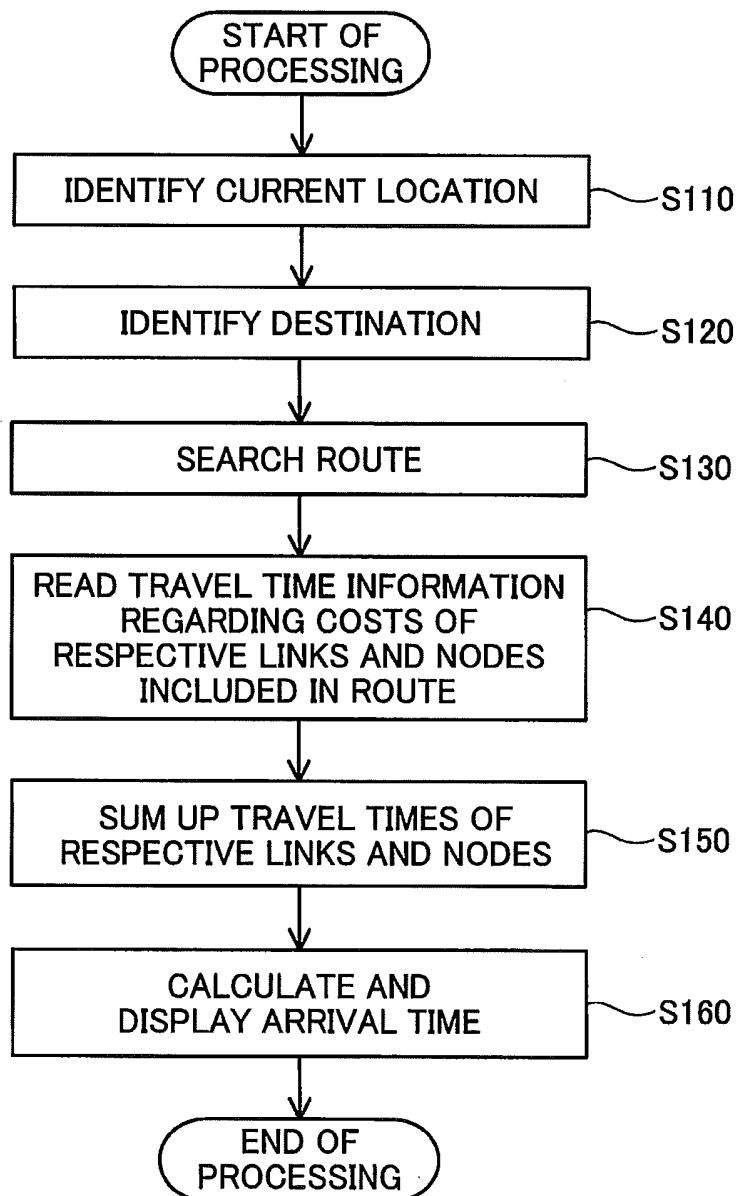 START OF
PROCESSING
IDENTIFY CURRENT LOCATION
S110
IDENTIFY DESTINATION
S120
SEARCH ROUTE
S130
READ TRAVEL TIME INFORMATION
REGARDING COSTS OF
RESPECTIVE LINKS AND NODES
INCLUDED IN ROUTE
S140
SUM UP TRAVEL TIMES OF
RESPECTIVE LINKS AND NODES
S150
CALCULATE AND
DISPLAY ARRIVAL TIME
S160
END OF
PROCESSING